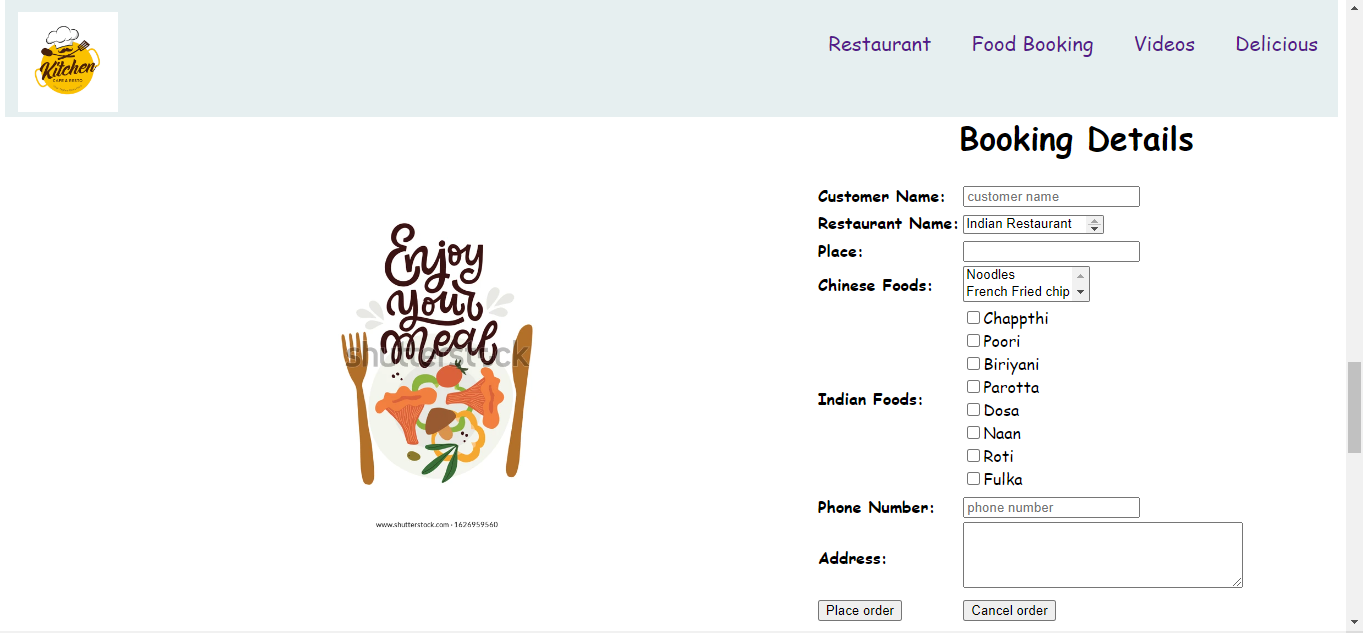 Kitchen
Restaurant Food Booking Videos Delicious
Booking Details
Customer Name: customer name
Restaurant Name: Indian Restaurant
Place:
Chinese Foods: Noodles
French Fried chip
Indian Foods:
Chappthi
Poori
Biriyani
Parotta
Dosa
Naan
Roti
Fulka
Phone Number: phone number
Address:
Place order Cancel order
Enjoy
your
meal
shutterstock
www.shutterstock.com · 1626959560